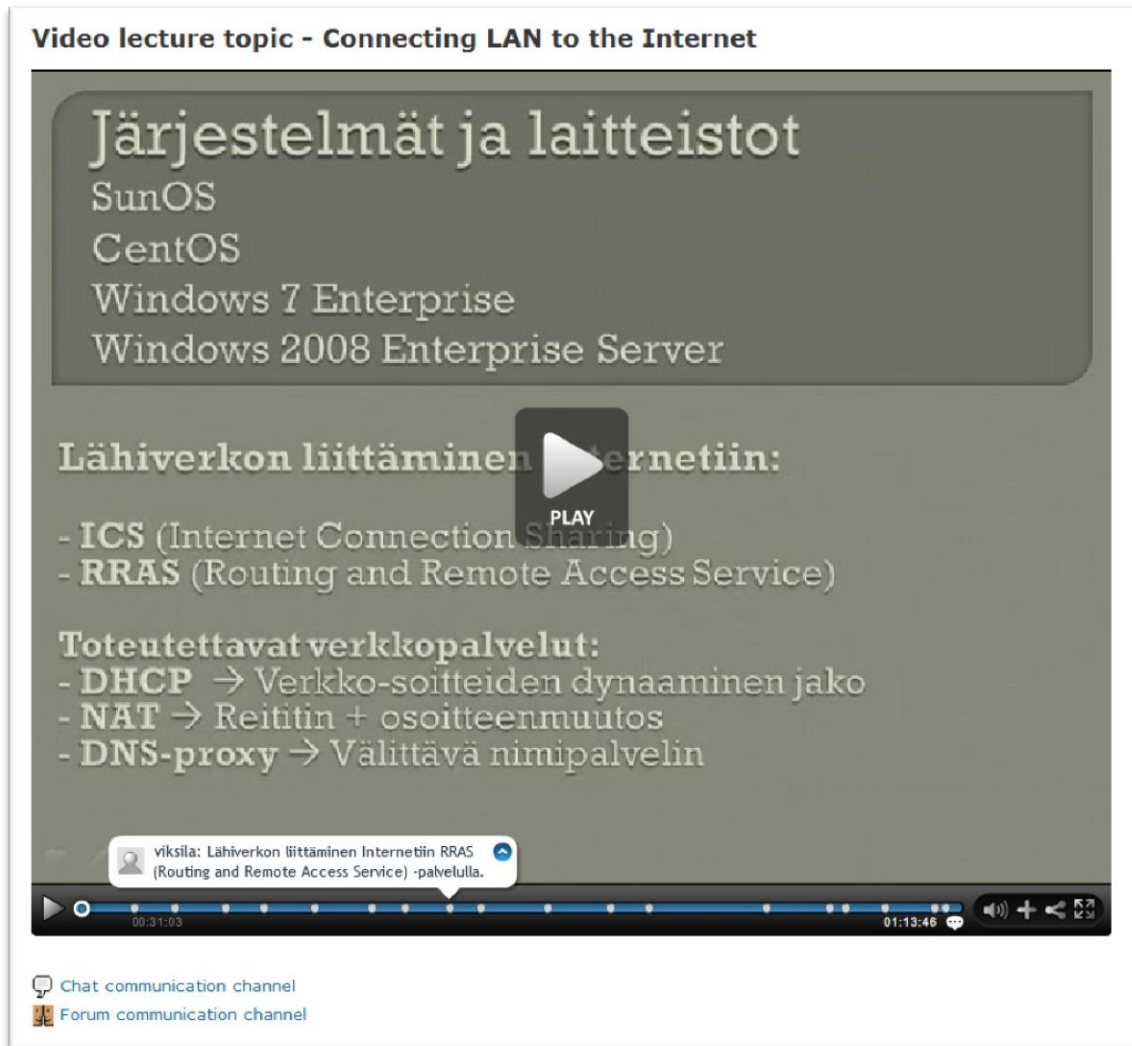 Video lecture topic - Connecting LAN to the Internet
Järjestelmät ja laitteistot
SunOS
CentOS
Windows 7 Enterprise
Windows 2008 Enterprise Server
Lähiverkon liittäminen Internetiin:
PLAY
- ICS (Internet Connection Sharing)
- RRAS (Routing and Remote Access Service)
Toteutettavat verkkopalvelut:
- DHCP → Verkko-soitteiden dynaaminen jako
- NAT → Reititin + osoitteenmuutos
- DNS-proxy → Välittävä nimipalvelin
viksila: Lähiverkon liittäminen Internetiin RRAS
(Routing and Remote Access Service) -palvelulla.
00:31:03
01:13:46
Chat communication channel
Forum communication channel